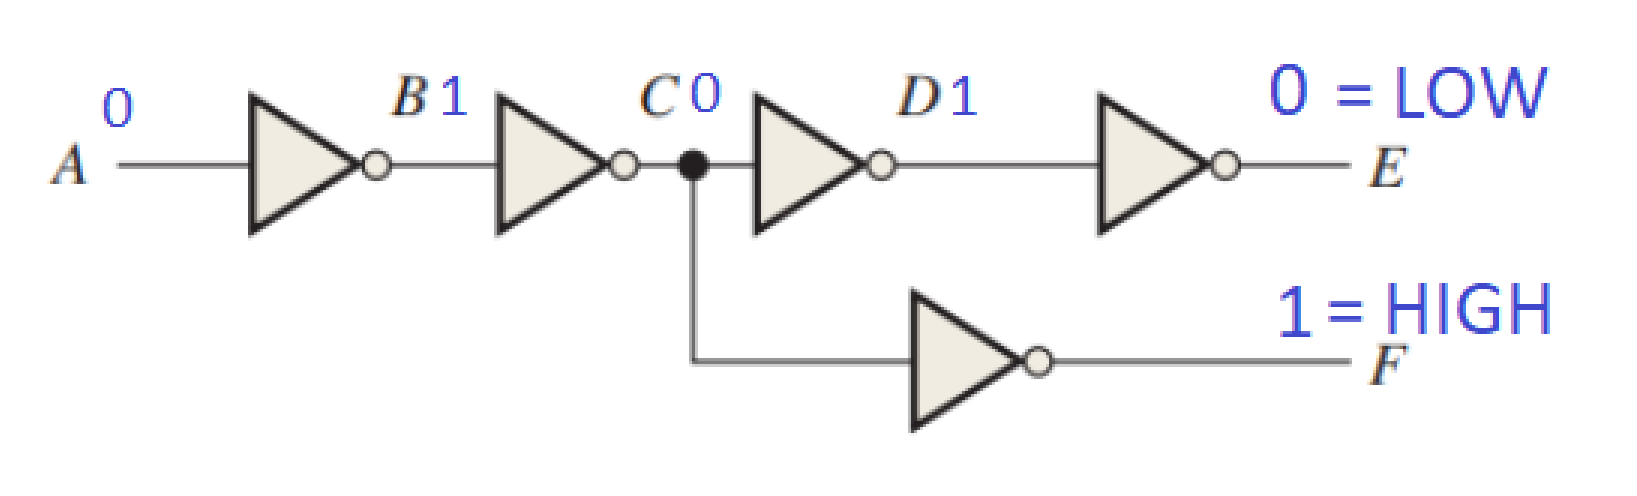 A 0
B 1
C 0
D 1
0 = LOW
E
1 = HIGH
F